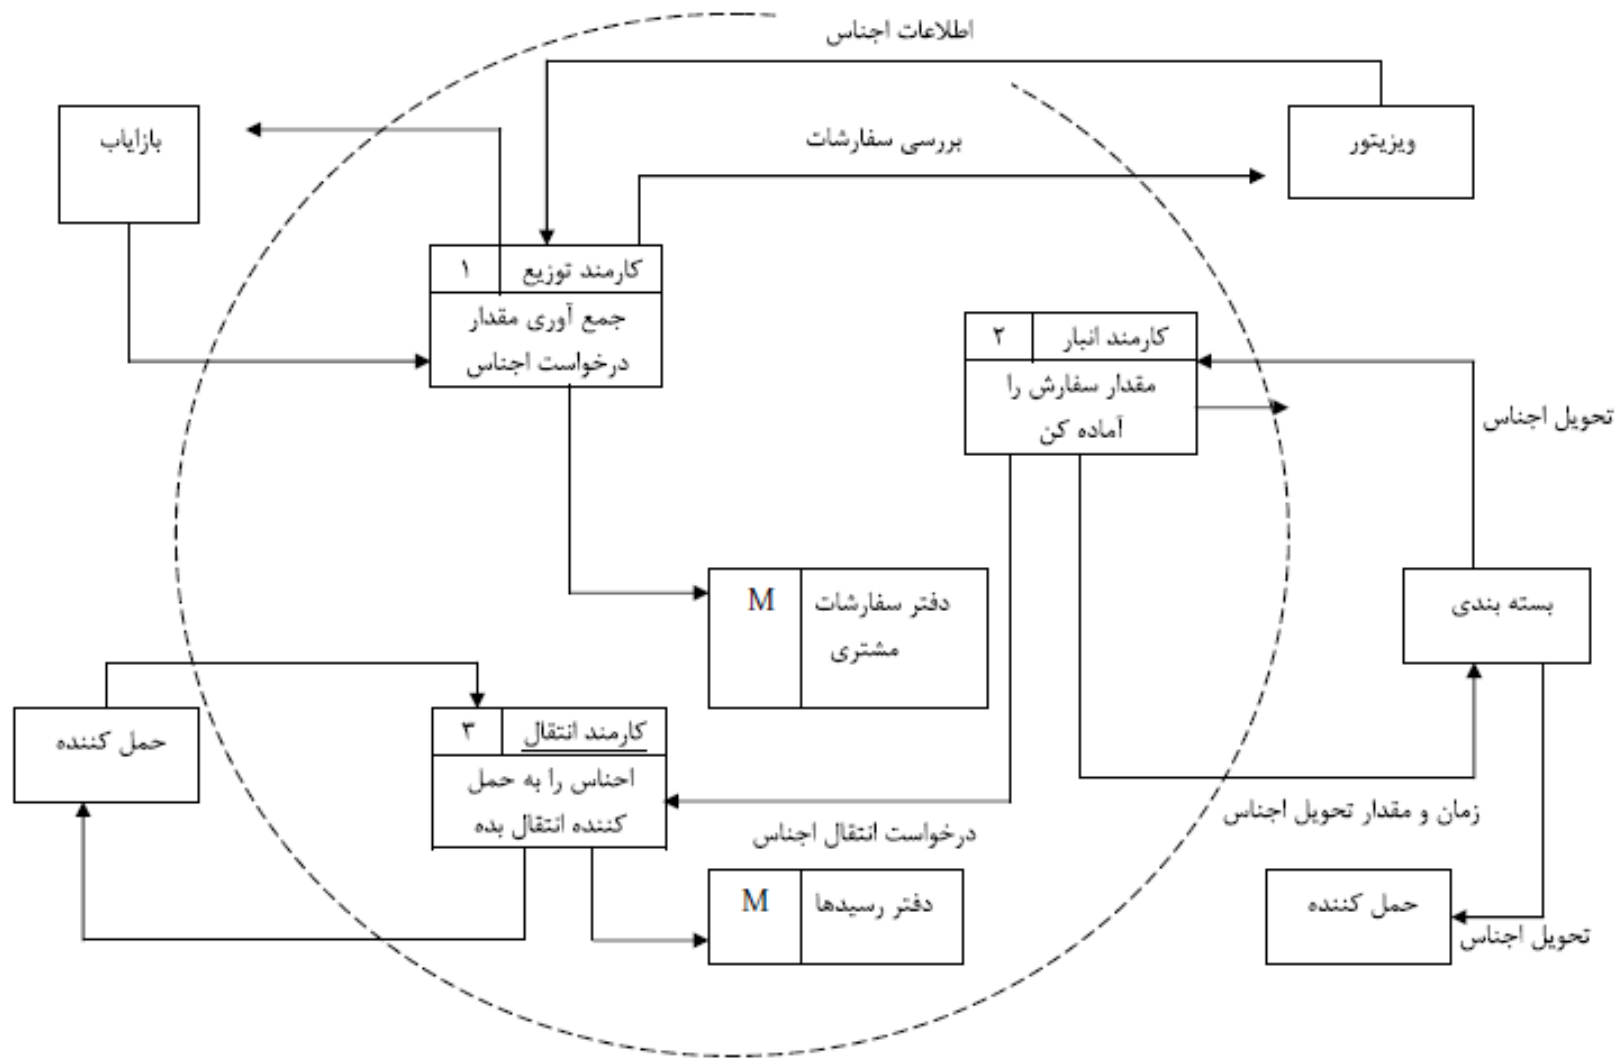 اطلاعات اجناس
بازایاب
بررسی سفارشات
ویزیتور
کارمند توزیع
۱
جمع آوری مقدار
درخواست اجناس
کارمند انبار
۲
مقدار سفارش را
آماده کن
تحویل اجناس
دفتر سفارشات
مشتری
M
بسته بندی
حمل کننده
کارمند انتقال
۳
احناس را به حمل
کننده انتقال بده
درخواست انتقال اجناس
زمان و مقدار تحویل اجناس
دفتر رسیدها
M
حمل کننده
تحویل اجناس